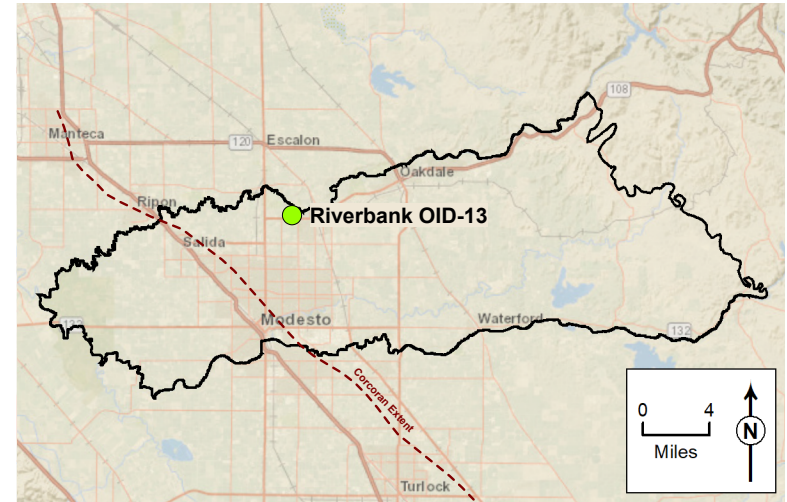 108
Manteca
120
Escalon
Oakdale
Ripon
Riverbank OID-13
Salida
132
Modesto
Waterford
132
Corcoran Extent
0 4
Miles
N
Turlock